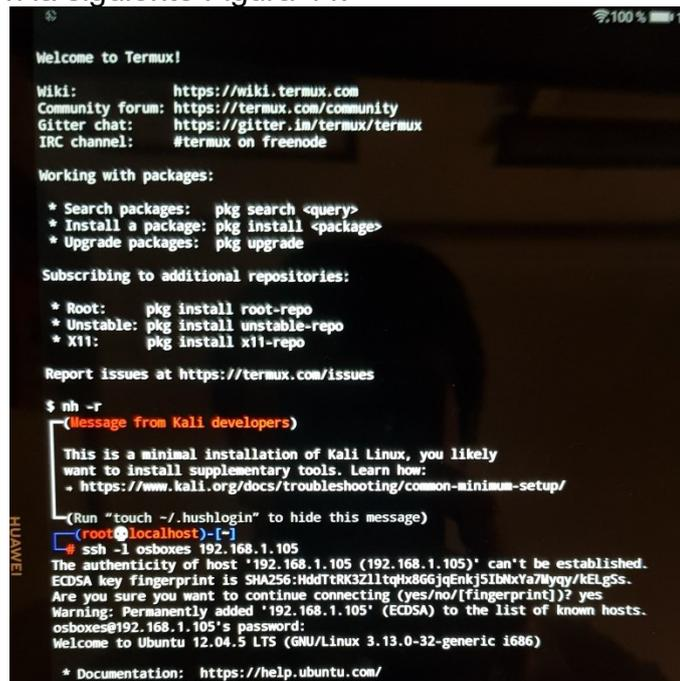 100 %
Welcome to Termux!
Wiki: https://wiki.termux.com
Community forum: https://termux.com/community
Gitter chat: https://gitter.im/termux/termux
IRC channel: #termux on freenode
Working with packages:
* Search packages: pkg search <query>
* Install a package: pkg install <package>
* Upgrade packages: pkg upgrade
Subscribing to additional repositories:
* Root: pkg install root-repo
* Unstable: pkg install unstable-repo
* X11: pkg install x11-repo
Report issues at https://termux.com/issues
$ nh -r
(Message from Kali developers)
This is a minimal installation of Kali Linux, you likely
want to install supplementary tools. Learn how:
→ https://www.kali.org/docs/troubleshooting/common-minimum-setup/
(Run "touch ~/.hushlogin" to hide this message)
(root💀localhost)-[~]
# ssh -l osboxes 192.168.1.105
The authenticity of host '192.168.1.105 (192.168.1.105)' can't be established.
ECDSA key fingerprint is
Are you sure you want to continue connecting (yes/no/[fingerprint])? yes
Warning: Permanently added '192.168.1.105' (ECDSA) to the list of known hosts.
osboxes@192.168.1.105's password:
Welcome to Ubuntu 12.04.5 LTS (GNU/Linux 3.13.0-32-generic i686)
* Documentation: https://help.ubuntu.com/
HUAWEI